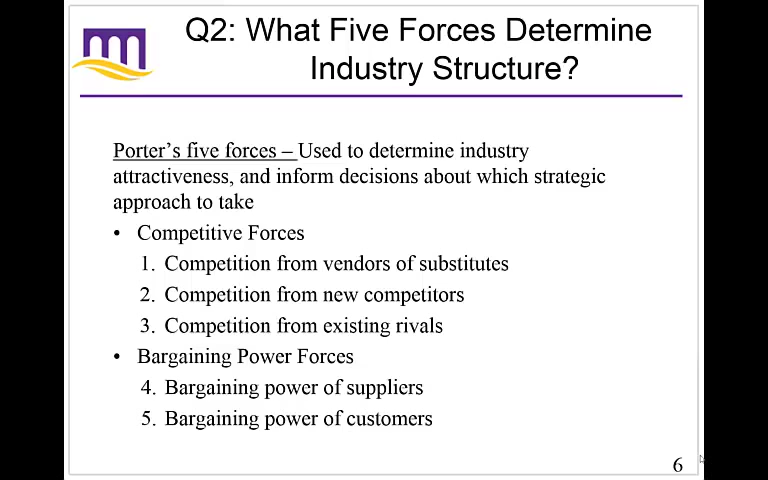 Q2: What Five Forces Determine
Industry Structure?
Porter's five forces – Used to determine industry
attractiveness, and inform decisions about which strategic
approach to take
• Competitive Forces
1. Competition from vendors of substitutes
2. Competition from new competitors
3. Competition from existing rivals
• Bargaining Power Forces
4. Bargaining power of suppliers
5. Bargaining power of customers
6